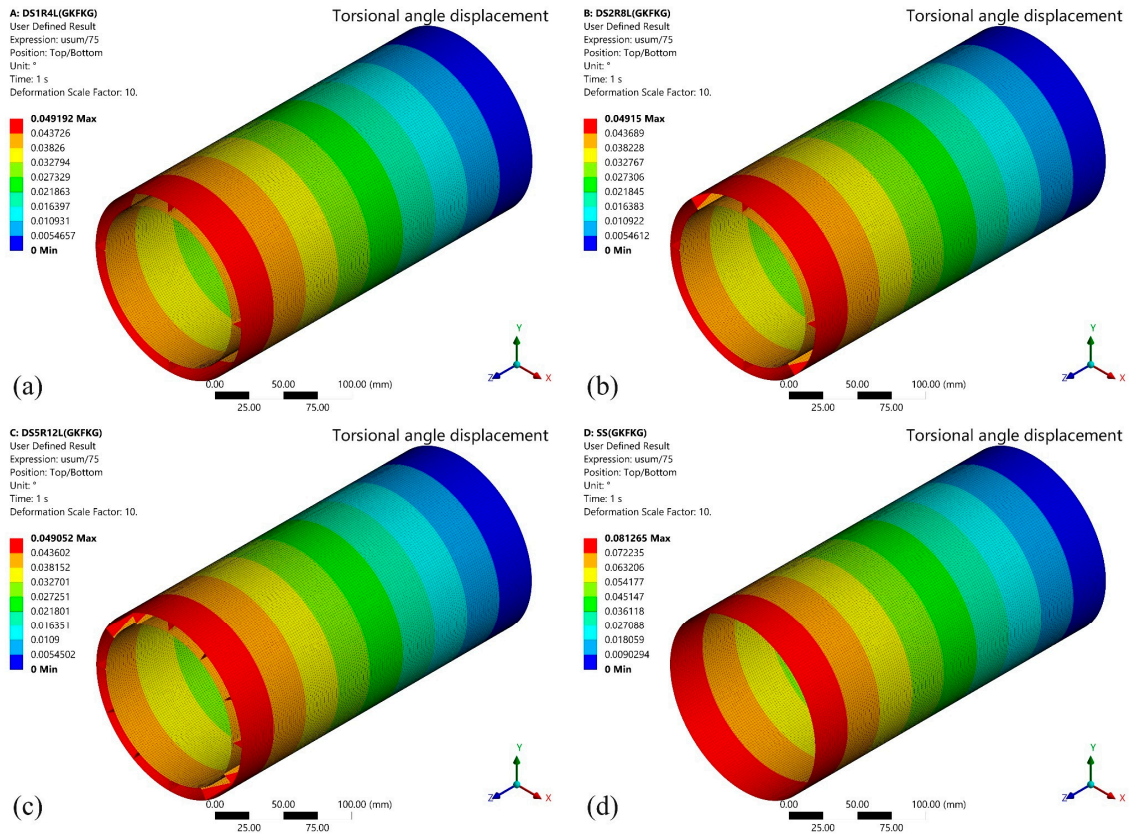 A: DS1R4L(GKFKG)
User Defined Result
Expression: usum/75
Position: Top/Bottom
Unit: °
Time: 1 s
Deformation Scale Factor: 10.
Torsional angle displacement
0.049192 Max
0.043726
0.03826
0.032794
0.027329
0.021863
0.016397
0.010931
0.0054657
0 Min
Y
Z
X
0.00
50.00
100.00 (mm)
25.00
75.00
(a)
B: DS2R8L(GKFKG)
User Defined Result
Expression: usum/75
Position: Top/Bottom
Unit: °
Time: 1 s
Deformation Scale Factor: 10.
Torsional angle displacement
0.04915 Max
0.043689
0.038228
0.032767
0.027306
0.021845
0.016383
0.010922
0.0054612
0 Min
Y
Z
X
0.00
50.00
100.00 (mm)
25.00
75.00
(b)
C: DS5R12L(GKFKG)
User Defined Result
Expression: usum/75
Position: Top/Bottom
Unit: °
Time: 1 s
Deformation Scale Factor: 10.
Torsional angle displacement
0.049052 Max
0.043602
0.038152
0.032701
0.027251
0.021801
0.016351
0.0109
0.0054502
0 Min
Y
Z
X
0.00
50.00
100.00 (mm)
25.00
75.00
(c)
D: SS(GKFKG)
User Defined Result
Expression: usum/75
Position: Top/Bottom
Unit: °
Time: 1 s
Deformation Scale Factor: 10.
Torsional angle displacement
0.081265 Max
0.072235
0.063206
0.054177
0.045147
0.036118
0.027088
0.018059
0.0090294
0 Min
Y
Z
X
0.00
50.00
100.00 (mm)
25.00
75.00
(d)